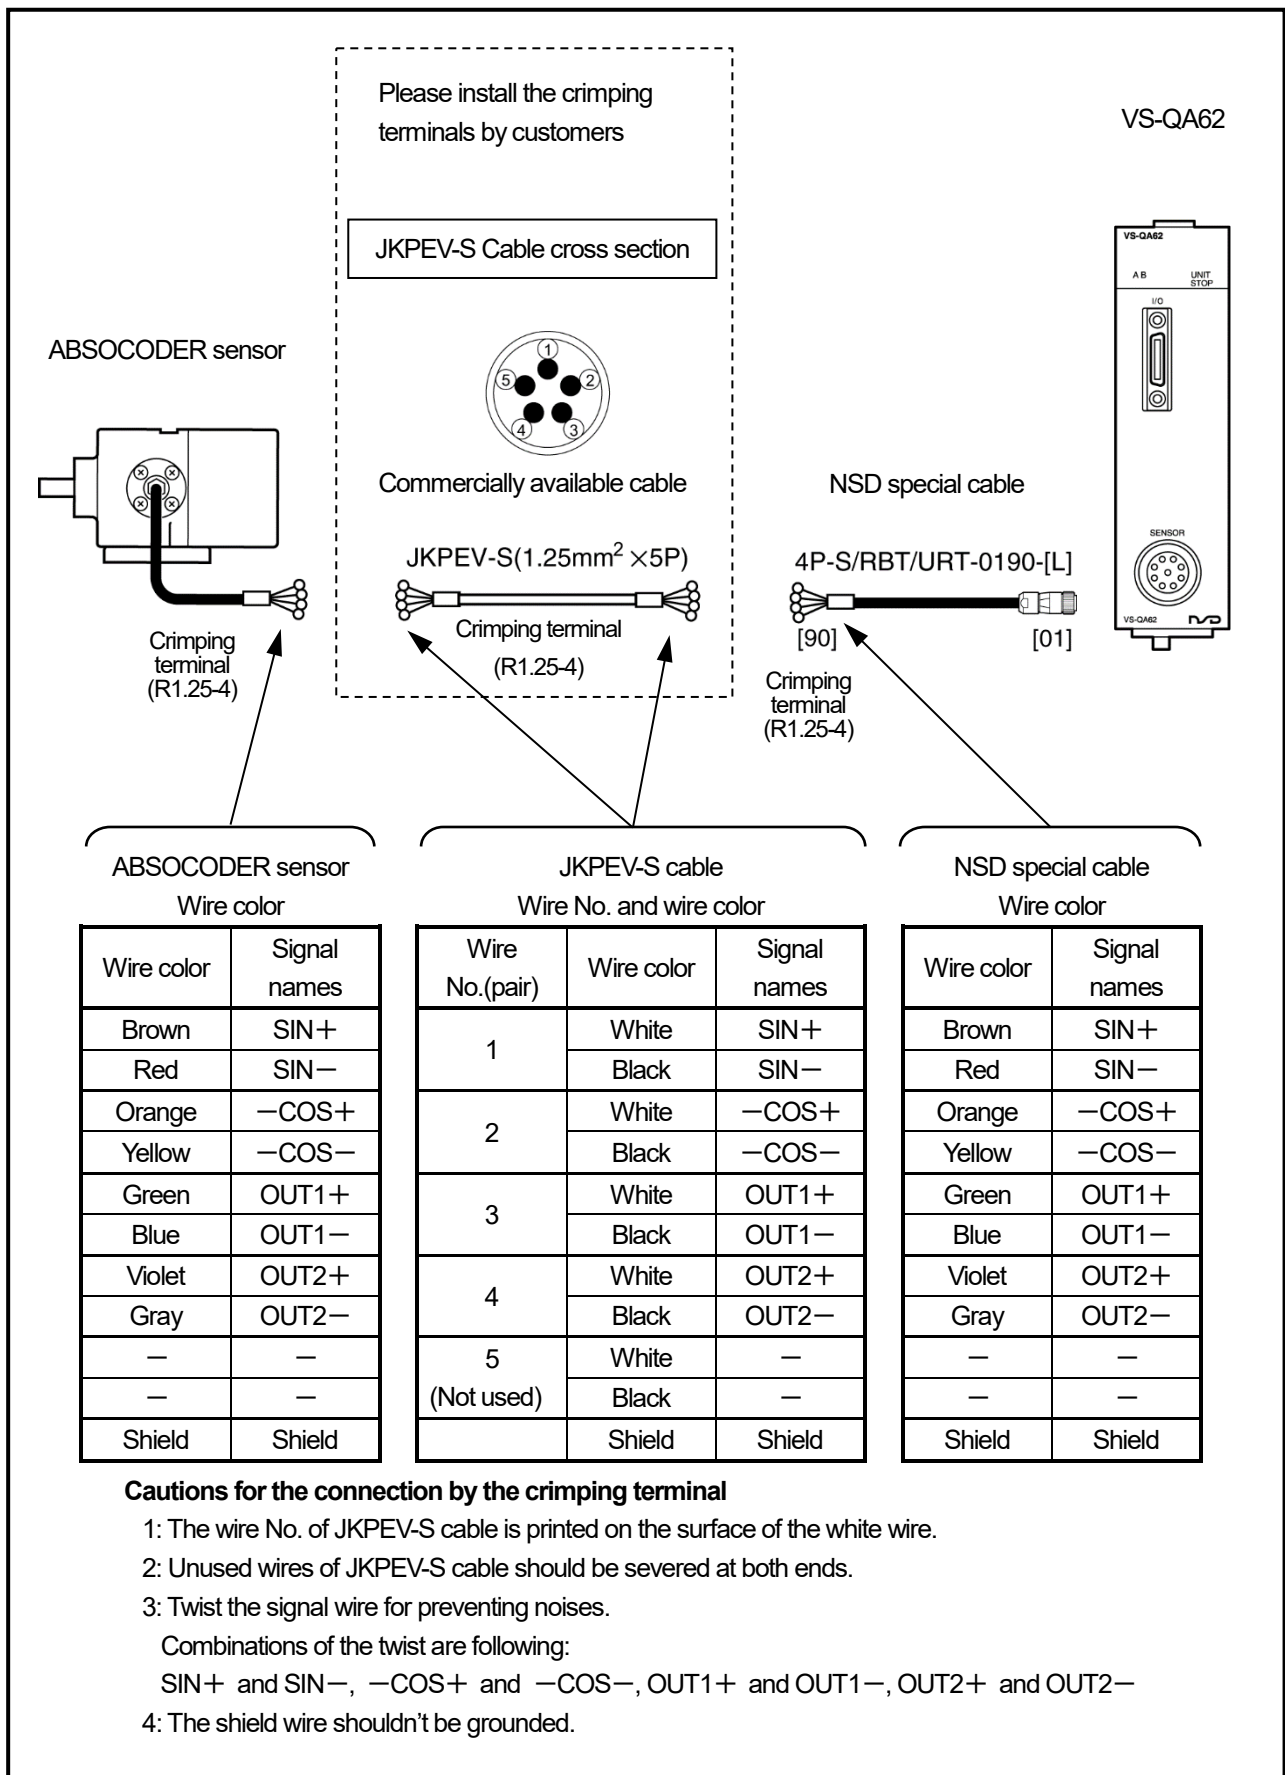 Please install the crimping
terminals by customers
VS-QA62
JKPEV-S Cable cross section
VS-QA62
A B
UNIT
STOP
I/O
ABSOCODER sensor
1
5
2
4
3
Commercially available cable
NSD special cable
SENSOR
JKPEV-S(1.25mm² ×5P)
4P-S/RBT/URT-0190-[L]
VS-QA62
NSD
[90]
[01]
Crimping
terminal
(R1.25-4)
Crimping terminal
(R1.25-4)
Crimping
terminal
(R1.25-4)
ABSOCODER sensor
Wire color
JKPEV-S cable
Wire No. and wire color
NSD special cable
Wire color
Wire color Signal names Wire No.(pair) Wire color Signal names Wire color Signal names
Brown SIN+ 1 White SIN+ Brown SIN+
Red SIN− Black SIN− Red SIN−
Orange −COS+ 2 White −COS+ Orange −COS+
Yellow −COS− Black −COS− Yellow −COS−
Green OUT1+ 3 White OUT1+ Green OUT1+
Blue OUT1− Black OUT1− Blue OUT1−
Violet OUT2+ 4 White OUT2+ Violet OUT2+
Gray OUT2− Black OUT2− Gray OUT2−
− − 5 White − − −
− − (Not used) Black − − −
Shield Shield Shield Shield Shield Shield
Cautions for the connection by the crimping terminal
1: The wire No. of JKPEV-S cable is printed on the surface of the white wire.
2: Unused wires of JKPEV-S cable should be severed at both ends.
3: Twist the signal wire for preventing noises.
Combinations of the twist are following:
SIN+ and SIN−, −COS+ and −COS−, OUT1+ and OUT1−, OUT2+ and OUT2−
4: The shield wire shouldn't be grounded.